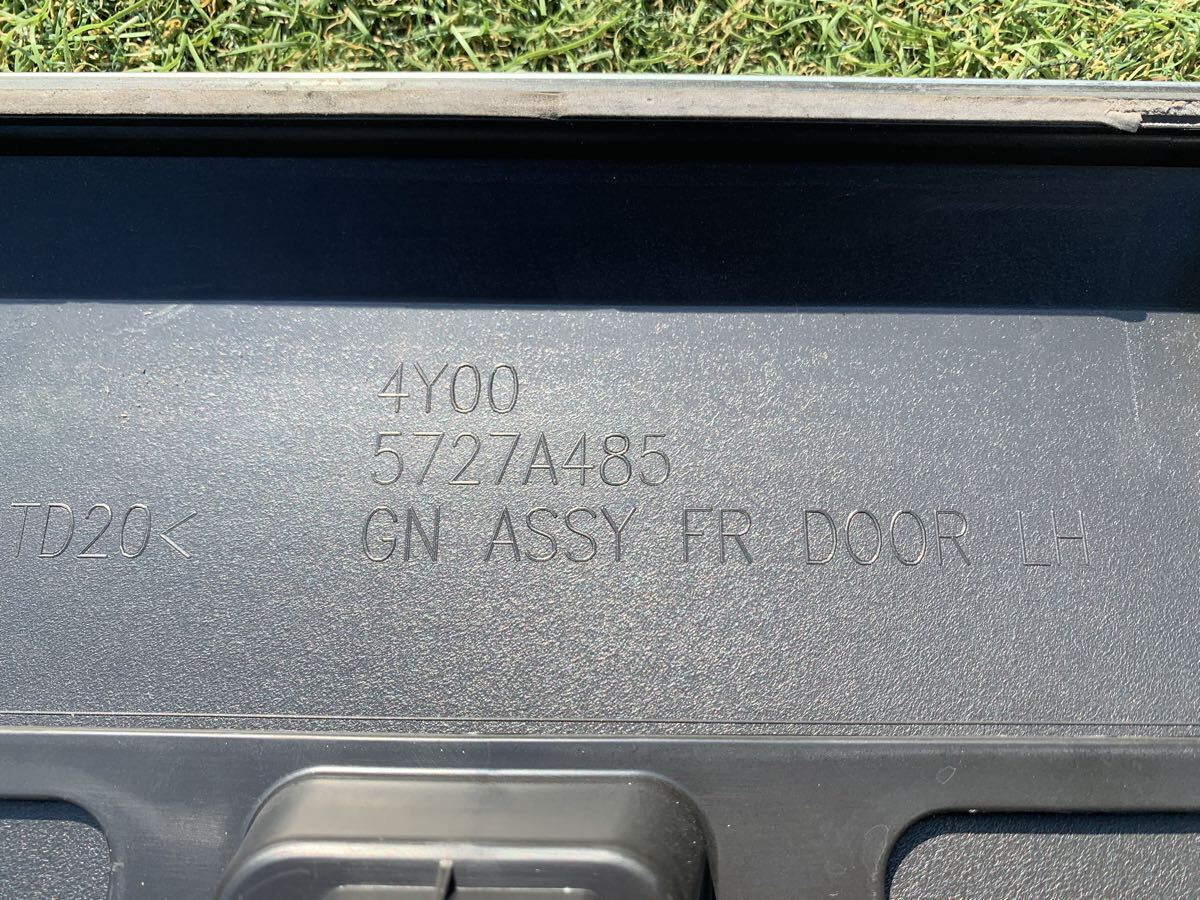 4Y00
5727A485
TD20< GN ASSY FR DOOR LH